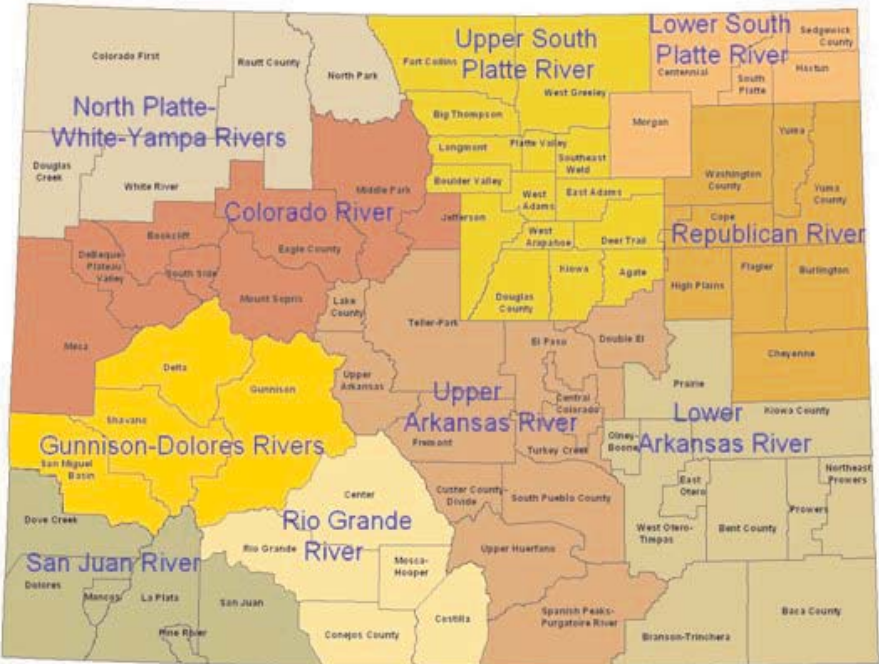 Colorado First
Routt County
North Park
Fort Collins
Upper South
Platte River
West Greeley
Lower South
Platte River
Sedgewick
County
Centennial
South
Platte
Haxtun
North Platte-
White-Yampa Rivers
Douglas
Creek
White River
Big Thompson
Longmont
Platte Valley
Southeast
Weld
Boulder Valley
West
Adams
East Adams
Morgan
Washington
County
Yuma
Yuma
County
Middle Park
Colorado River
Jefferson
West
Arapahoe
Deer Trail
Cope
Republican River
Bookcliff
DeBeque-
Plateau
Valley
South Side
Eagle County
Mount Sopris
Mesa
Kiowa
Agate
Douglas
County
High Plains
Flagler
Burlington
Lake
County
Teller-Park
El Paso
Double El
Cheyenne
Delta
Gunnison
Upper
Arkansas
Central
Colorado
Prairie
Kiowa County
Shavano
Gunnison-Dolores Rivers
San Miguel
Basin
Upper
Arkansas River
Fremont
Turkey Creek
Olney-
Boone
Lower
Arkansas River
Northeast
Prowers
East
Otero
Prowers
West Otero-
Timpas
Bent County
Center
Custer County-
Divide
South Pueblo County
Dove Creek
San Juan River
Rio Grande
River
Rio Grande
Mosca-
Hooper
Upper Huerfano
Dolores
Mancos
La Plata
San Juan
Pine River
Conejos County
Costilla
Spanish Peaks-
Purgatoire River
Branson-Trinchera
Baca County